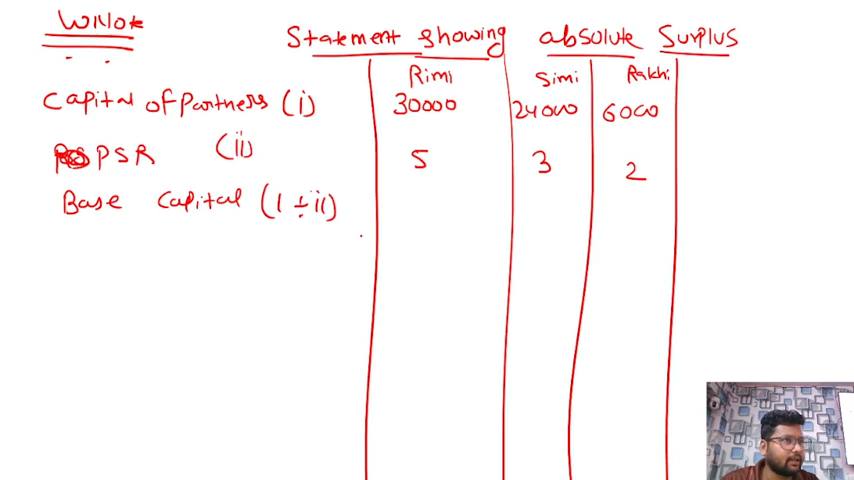 W.Note
Statement showing absolute Surplus
Rimi Simi Rakhi
Capital of Partners (i) 30000 24000 6000
PSR (ii) 5 3 2
Base Capital (i ÷ ii)